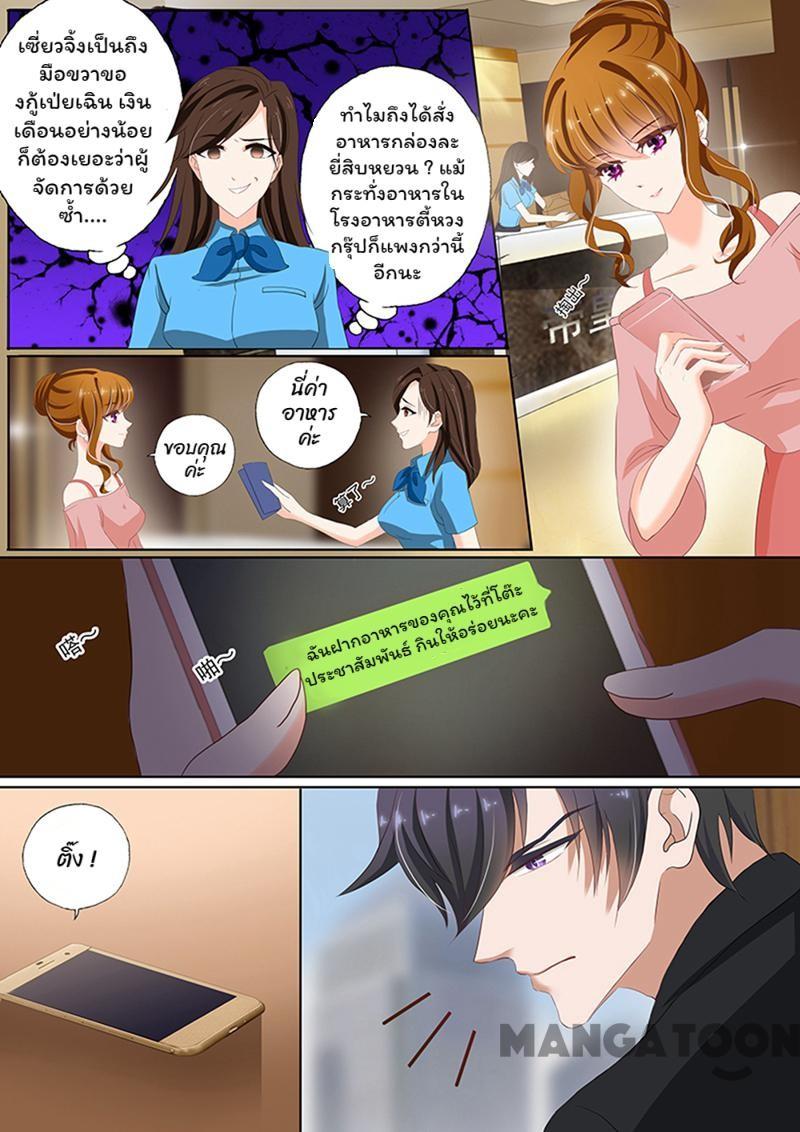 เซี่ยวจิ้งเป็นถึง
มือขวาขอ
งกู้เป่ยเฉิน เงิน
เดือนอย่างน้อย
ก็ต้องเยอะว่าผู้
จัดการด้วย
ซ้ำ....
ทำไมถึงได้สั่ง
อาหารกล่องละ
ยี่สิบหยวน ? แม้
กระทั่งอาหารใน
โรงอาหารตี้หวง
กรุ๊ปก็แพงกว่านี้
อีกนะ
掏出~
帝皇
นี่ค่า
อาหาร
ค่ะ
ขอบคุณ
ค่ะ
算了~
嗒~
啪~
ฉันฝากอาหารของคุณไว้ที่โต๊ะ
ประชาสัมพันธ์ กินให้อร่อยนะคะ
ติ๊ง !
MANGATOON